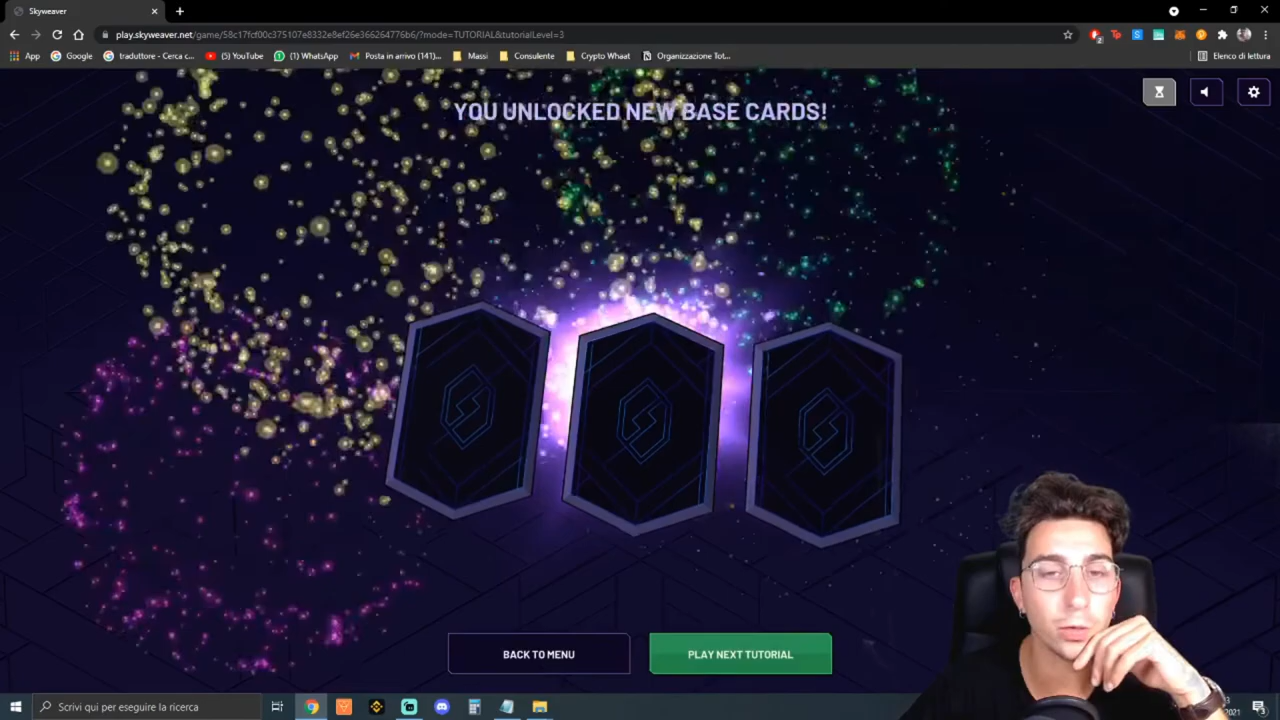 Skyweaver
play.skyweaver.net/game/58c17fcf00c375107e8332e8ef26e366264776b6/?mode=TUTORIAL&tutorialLevel=3
App
Google
traduttore - Cerca c...
(5) YouTube
(1) WhatsApp
Posta in arrivo (141)...
Massi
Consulente
Crypto Whaat
Organizzazione Tot...
Elenco di lettura
YOU UNLOCKED NEW BASE CARDS!
BACK TO MENU
PLAY NEXT TUTORIAL
Scrivi qui per eseguire la ricerca